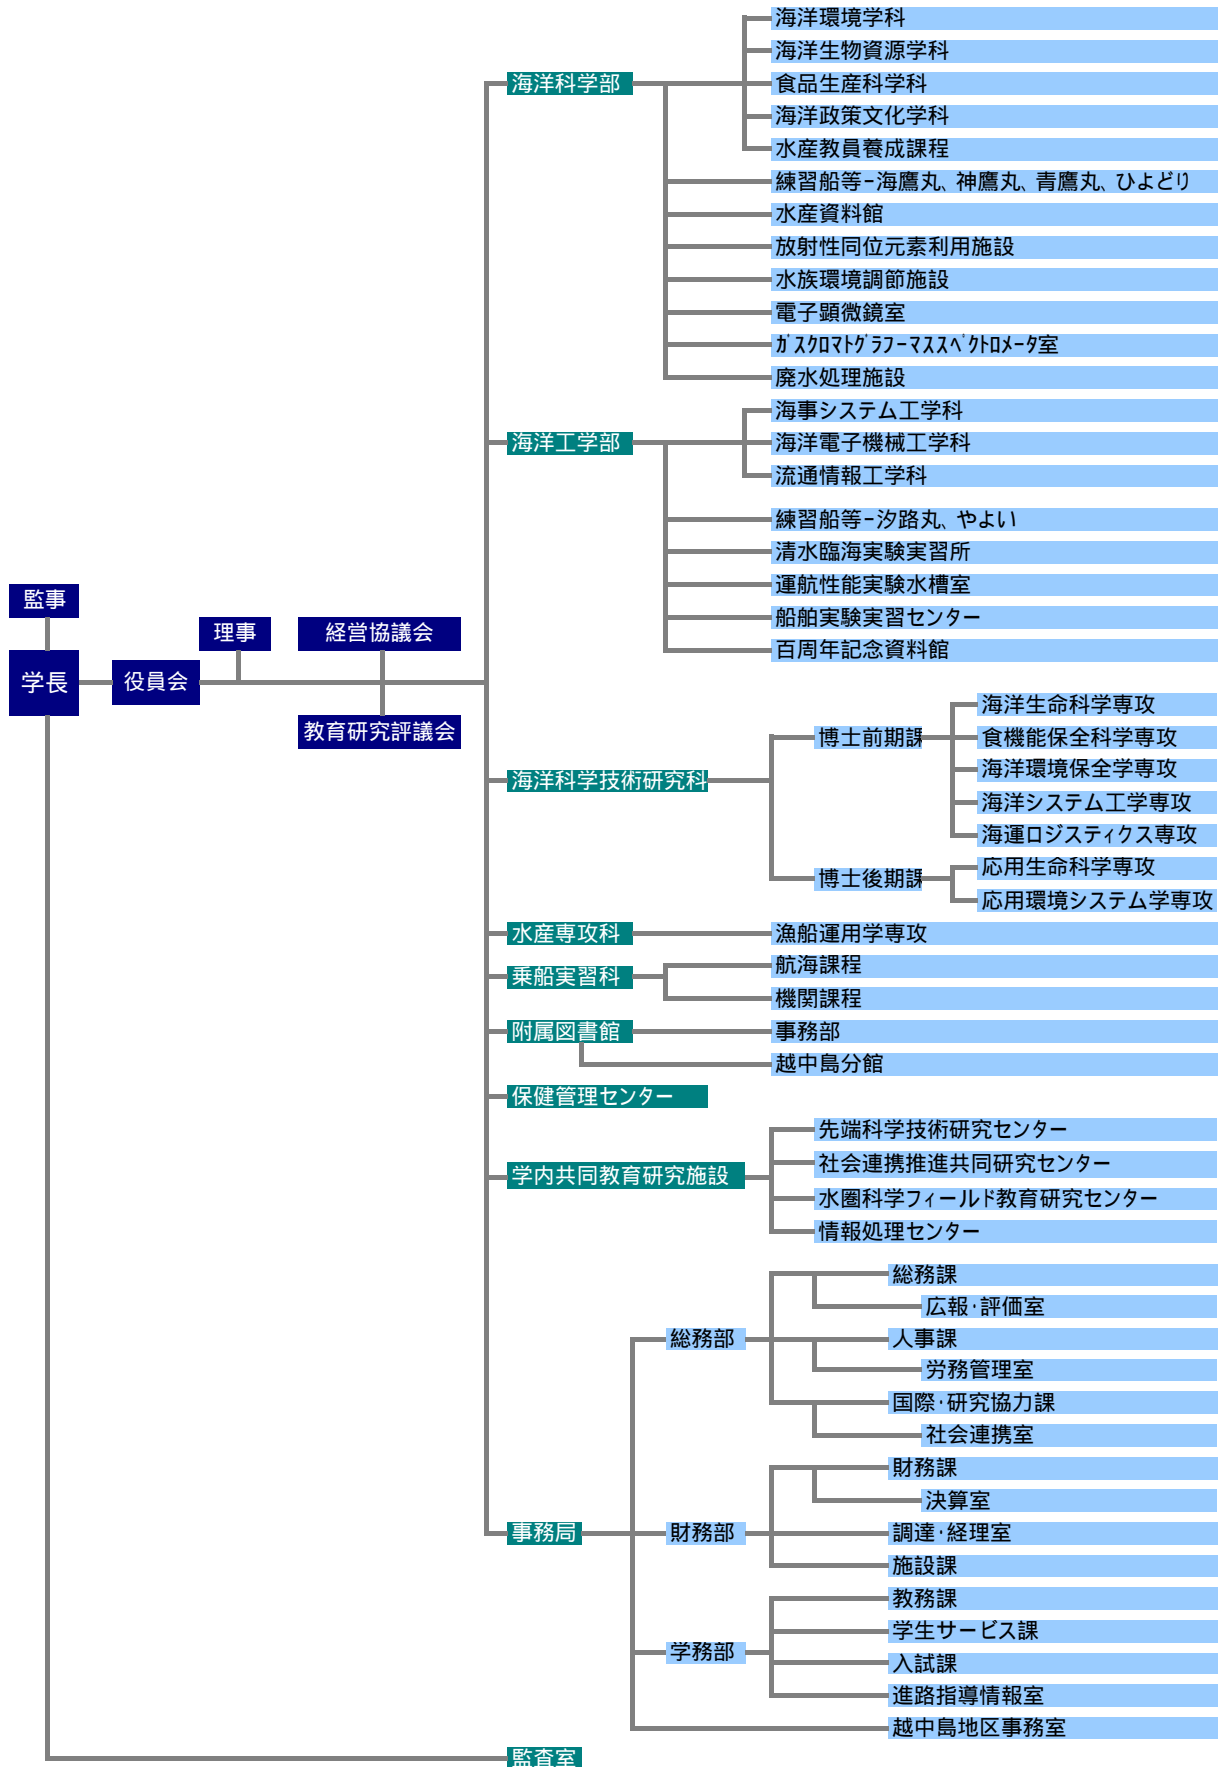 海洋環境学科
海洋生物資源学科
海洋科学部
食品生産科学科
海洋政策文化学科
水産教員養成課程
練習船等-海鷹丸、神鷹丸、青鷹丸、ひよどり
水産資料館
放射性同位元素利用施設
水族環境調節施設
電子顕微鏡室
ｶﾞｽｸﾛﾏﾄｸﾞﾗﾌｰﾏｽｽﾍﾟｸﾄﾛﾒｰﾀ室
廃水処理施設
海事システム工学科
海洋工学部
海洋電子機械工学科
流通情報工学科
練習船等-汐路丸、やよい
清水臨海実験実習所
運航性能実験水槽室
船舶実験実習センター
百周年記念資料館
監事
理事
経営協議会
学長
役員会
教育研究評議会
海洋科学技術研究科
博士前期課
海洋生命科学専攻
食機能保全科学専攻
海洋環境保全学専攻
海洋システム工学専攻
海運ロジスティクス専攻
博士後期課
応用生命科学専攻
応用環境システム学専攻
水産専攻科
漁船運用学専攻
乗船実習科
航海課程
機関課程
附属図書館
事務部
越中島分館
保健管理センター
学内共同教育研究施設
先端科学技術研究センター
社会連携推進共同研究センター
水圏科学フィールド教育研究センター
情報処理センター
総務課
広報・評価室
総務部
人事課
労務管理室
国際・研究協力課
社会連携室
財務課
決算室
事務局
財務部
調達・経理室
施設課
教務課
学生サービス課
学務部
入試課
進路指導情報室
越中島地区事務室
監査室